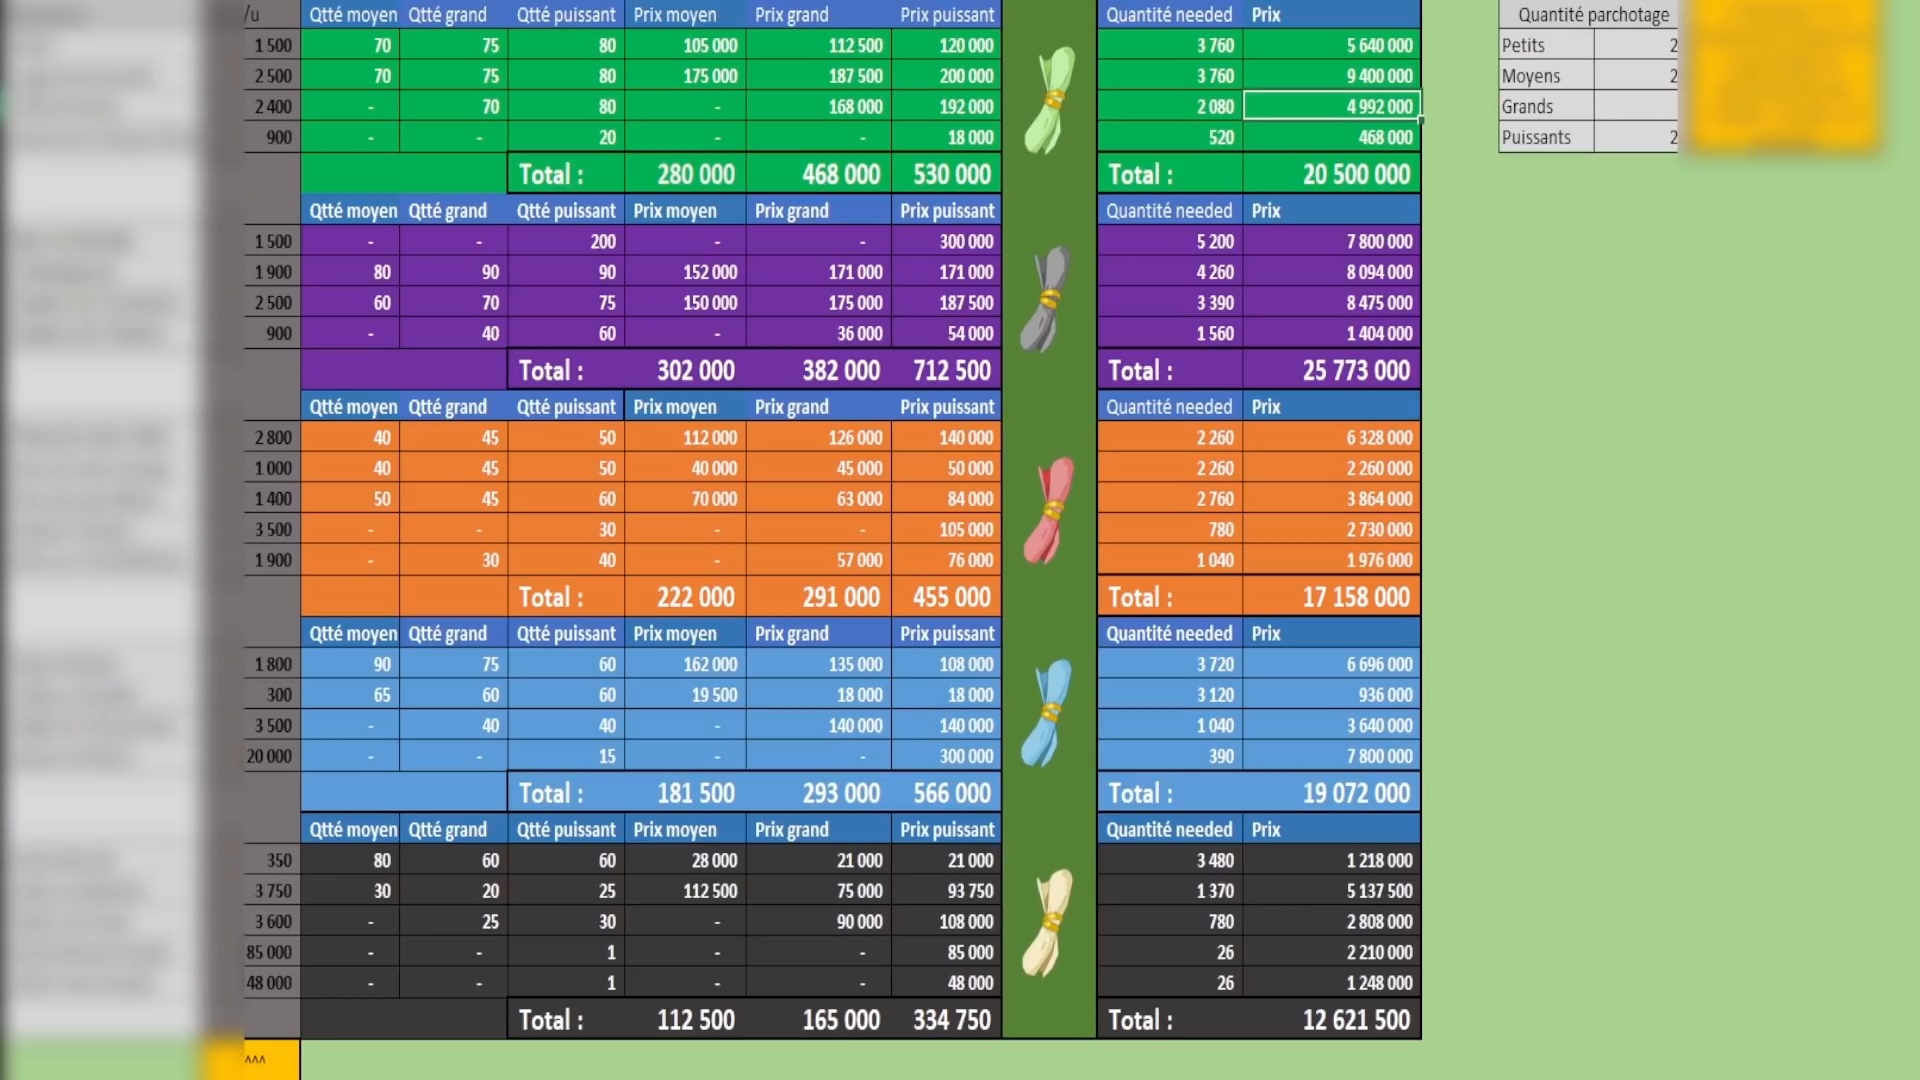 /u Qtté moyen Qtté grand Qtté puissant Prix moyen Prix grand Prix puissant Quantité needed Prix Quantité parchotage
1 500 70 75 80 105 000 112 500 120 000 3 760 5 640 000 Petits 2
2 500 70 75 80 175 000 187 500 200 000 3 760 9 400 000 Moyens 2
2 400 - 70 80 - 168 000 192 000 2 080 4 992 000 Grands
900 - - 20 - - 18 000 520 468 000 Puissants 2
Total : 280 000 468 000 530 000 Total : 20 500 000
Qtté moyen Qtté grand Qtté puissant Prix moyen Prix grand Prix puissant Quantité needed Prix
1 500 - - 200 - - 300 000 5 200 7 800 000
1 900 80 90 90 152 000 171 000 171 000 4 260 8 094 000
2 500 60 70 75 150 000 175 000 187 500 3 390 8 475 000
900 - 40 60 - 36 000 54 000 1 560 1 404 000
Total : 302 000 382 000 712 500 Total : 25 773 000
Qtté moyen Qtté grand Qtté puissant Prix moyen Prix grand Prix puissant Quantité needed Prix
2 800 40 45 50 112 000 126 000 140 000 2 260 6 328 000
1 000 40 45 50 40 000 45 000 50 000 2 260 2 260 000
1 400 50 45 60 70 000 63 000 84 000 2 760 3 864 000
3 500 - - 30 - - 105 000 780 2 730 000
1 900 - 30 40 - 57 000 76 000 1 040 1 976 000
Total : 222 000 291 000 455 000 Total : 17 158 000
Qtté moyen Qtté grand Qtté puissant Prix moyen Prix grand Prix puissant Quantité needed Prix
1 800 90 75 60 162 000 135 000 108 000 3 720 6 696 000
300 65 60 60 19 500 18 000 18 000 3 120 936 000
3 500 - 40 40 - 140 000 140 000 1 040 3 640 000
20 000 - - 15 - - 300 000 390 7 800 000
Total : 181 500 293 000 566 000 Total : 19 072 000
Qtté moyen Qtté grand Qtté puissant Prix moyen Prix grand Prix puissant Quantité needed Prix
350 80 60 60 28 000 21 000 21 000 3 480 1 218 000
3 750 30 20 25 112 500 75 000 93 750 1 370 5 137 500
3 600 - 25 30 - 90 000 108 000 780 2 808 000
85 000 - - 1 - - 85 000 26 2 210 000
48 000 - - 1 - - 48 000 26 1 248 000
Total : 112 500 165 000 334 750 Total : 12 621 500
^^^